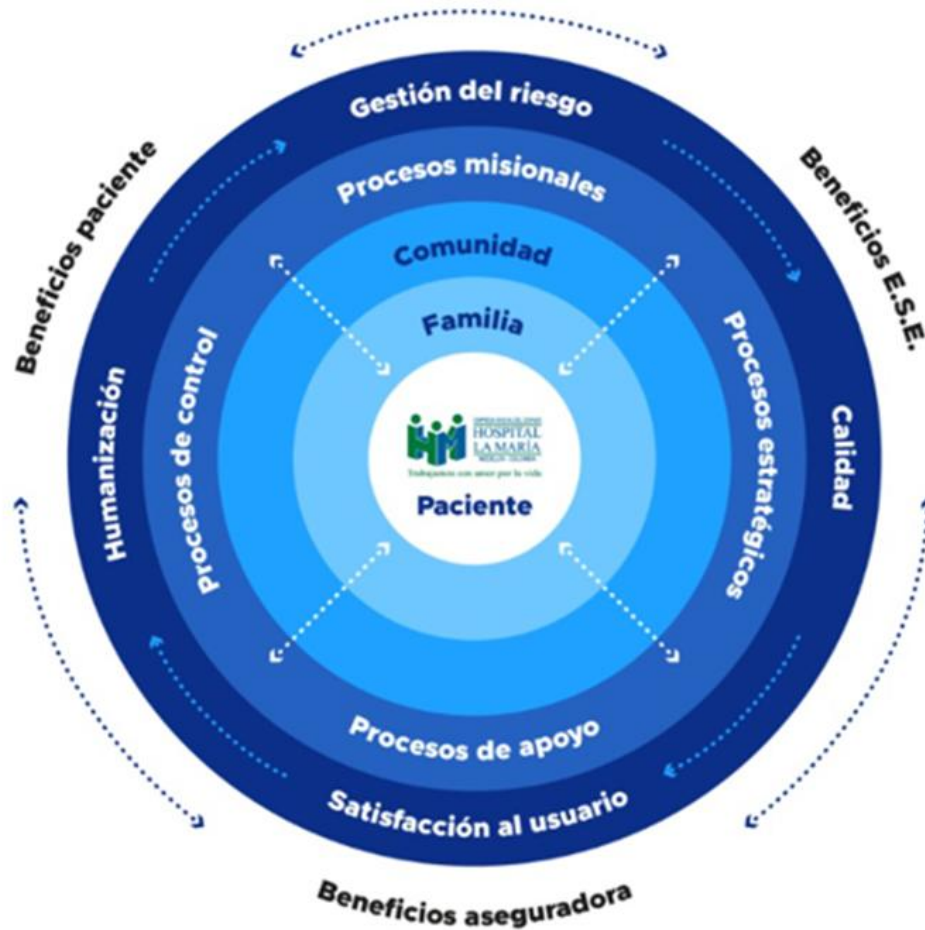 Gestión del riesgo
Procesos misionales
Comunidad
Familia
HOSPITAL
LA MARÍA
Trabajamos con amor por la vida
Paciente
Beneficios paciente
Beneficios E.S.E.
Humanización
Procesos de control
Procesos estratégicos
Calidad
Procesos de apoyo
Satisfacción al usuario
Beneficios aseguradora